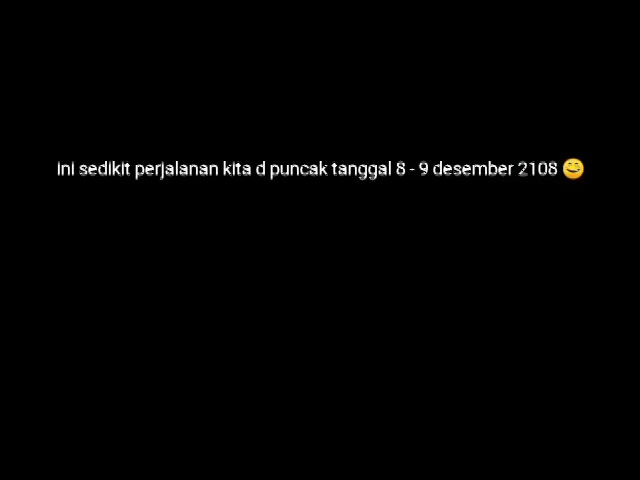 ini sedikit perjalanan kita d puncak tanggal 8 - 9 desember 2108 😊